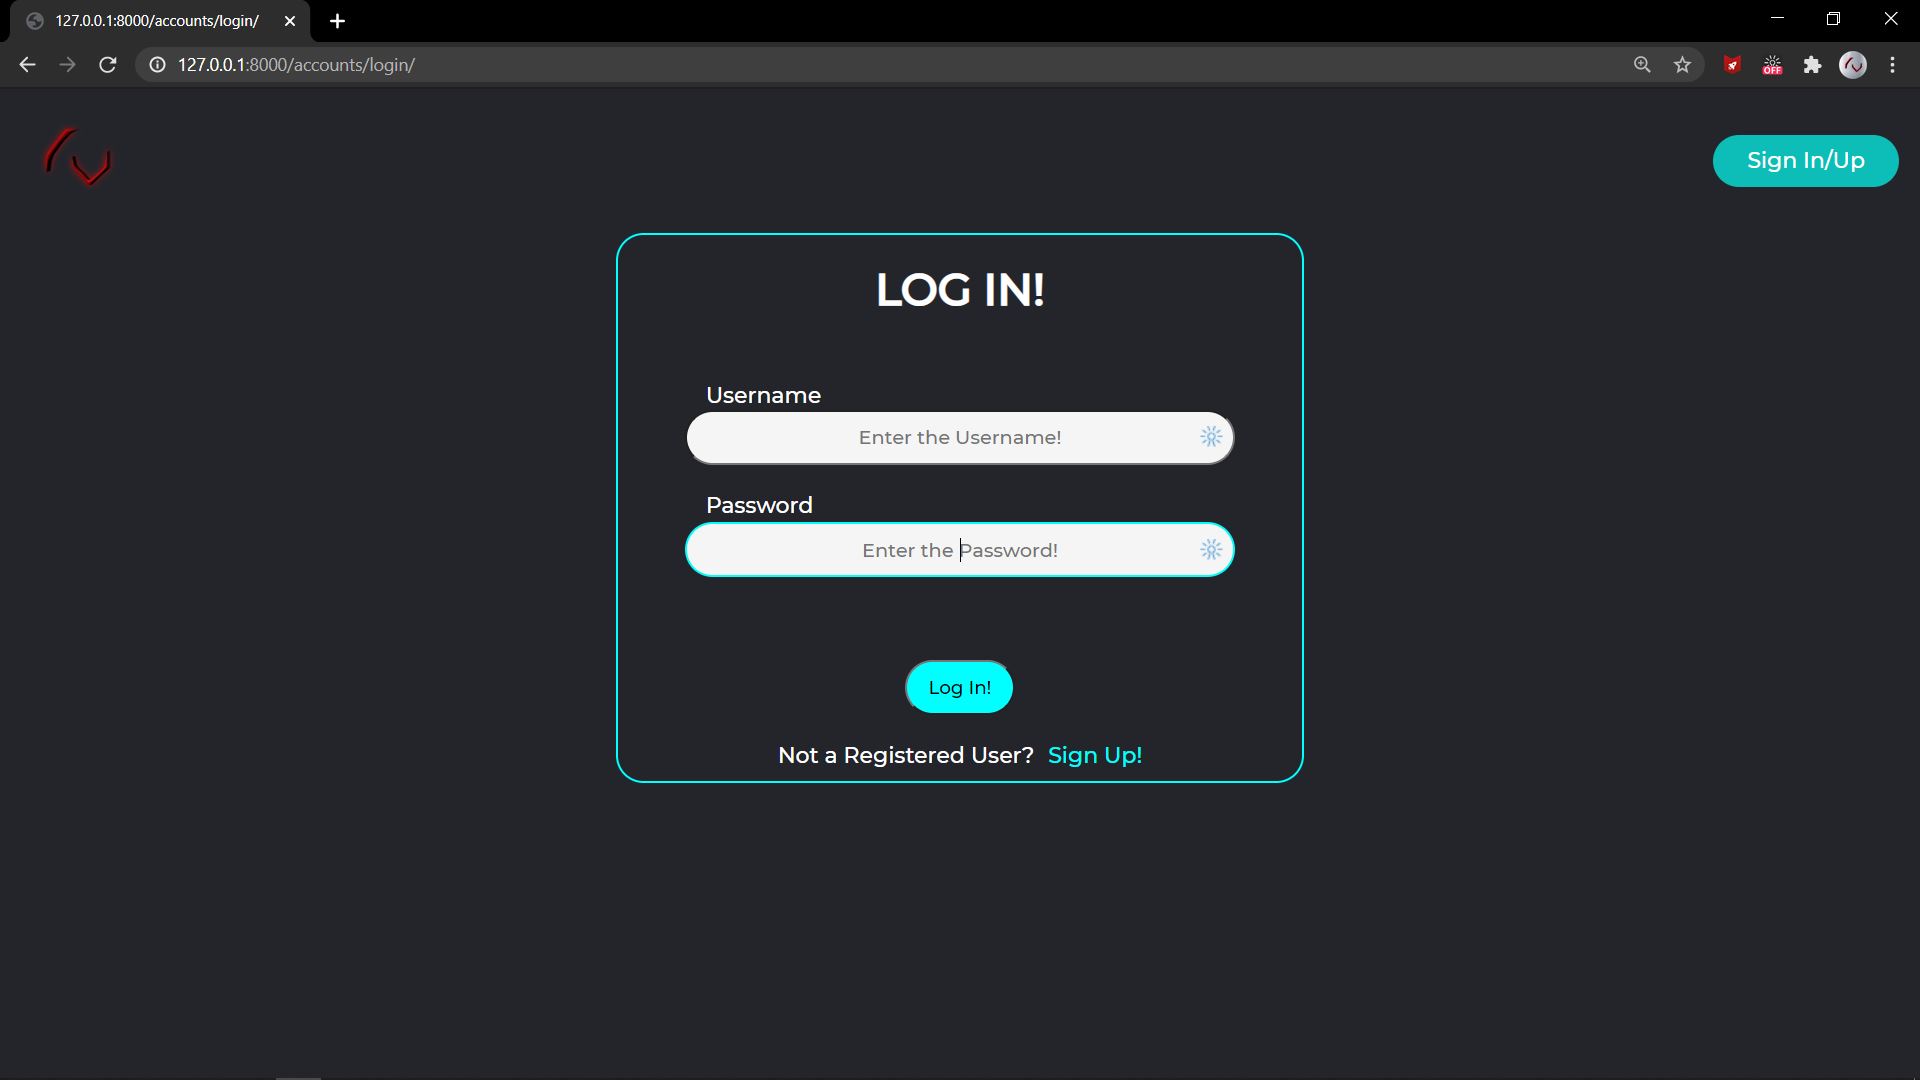 127.0.0.1:8000/accounts/login/
127.0.0.1:8000/accounts/login/
OFF
Sign In/Up
LOG IN!
Username
Enter the Username!
Password
Enter the Password!
Log In!
Not a Registered User? Sign Up!